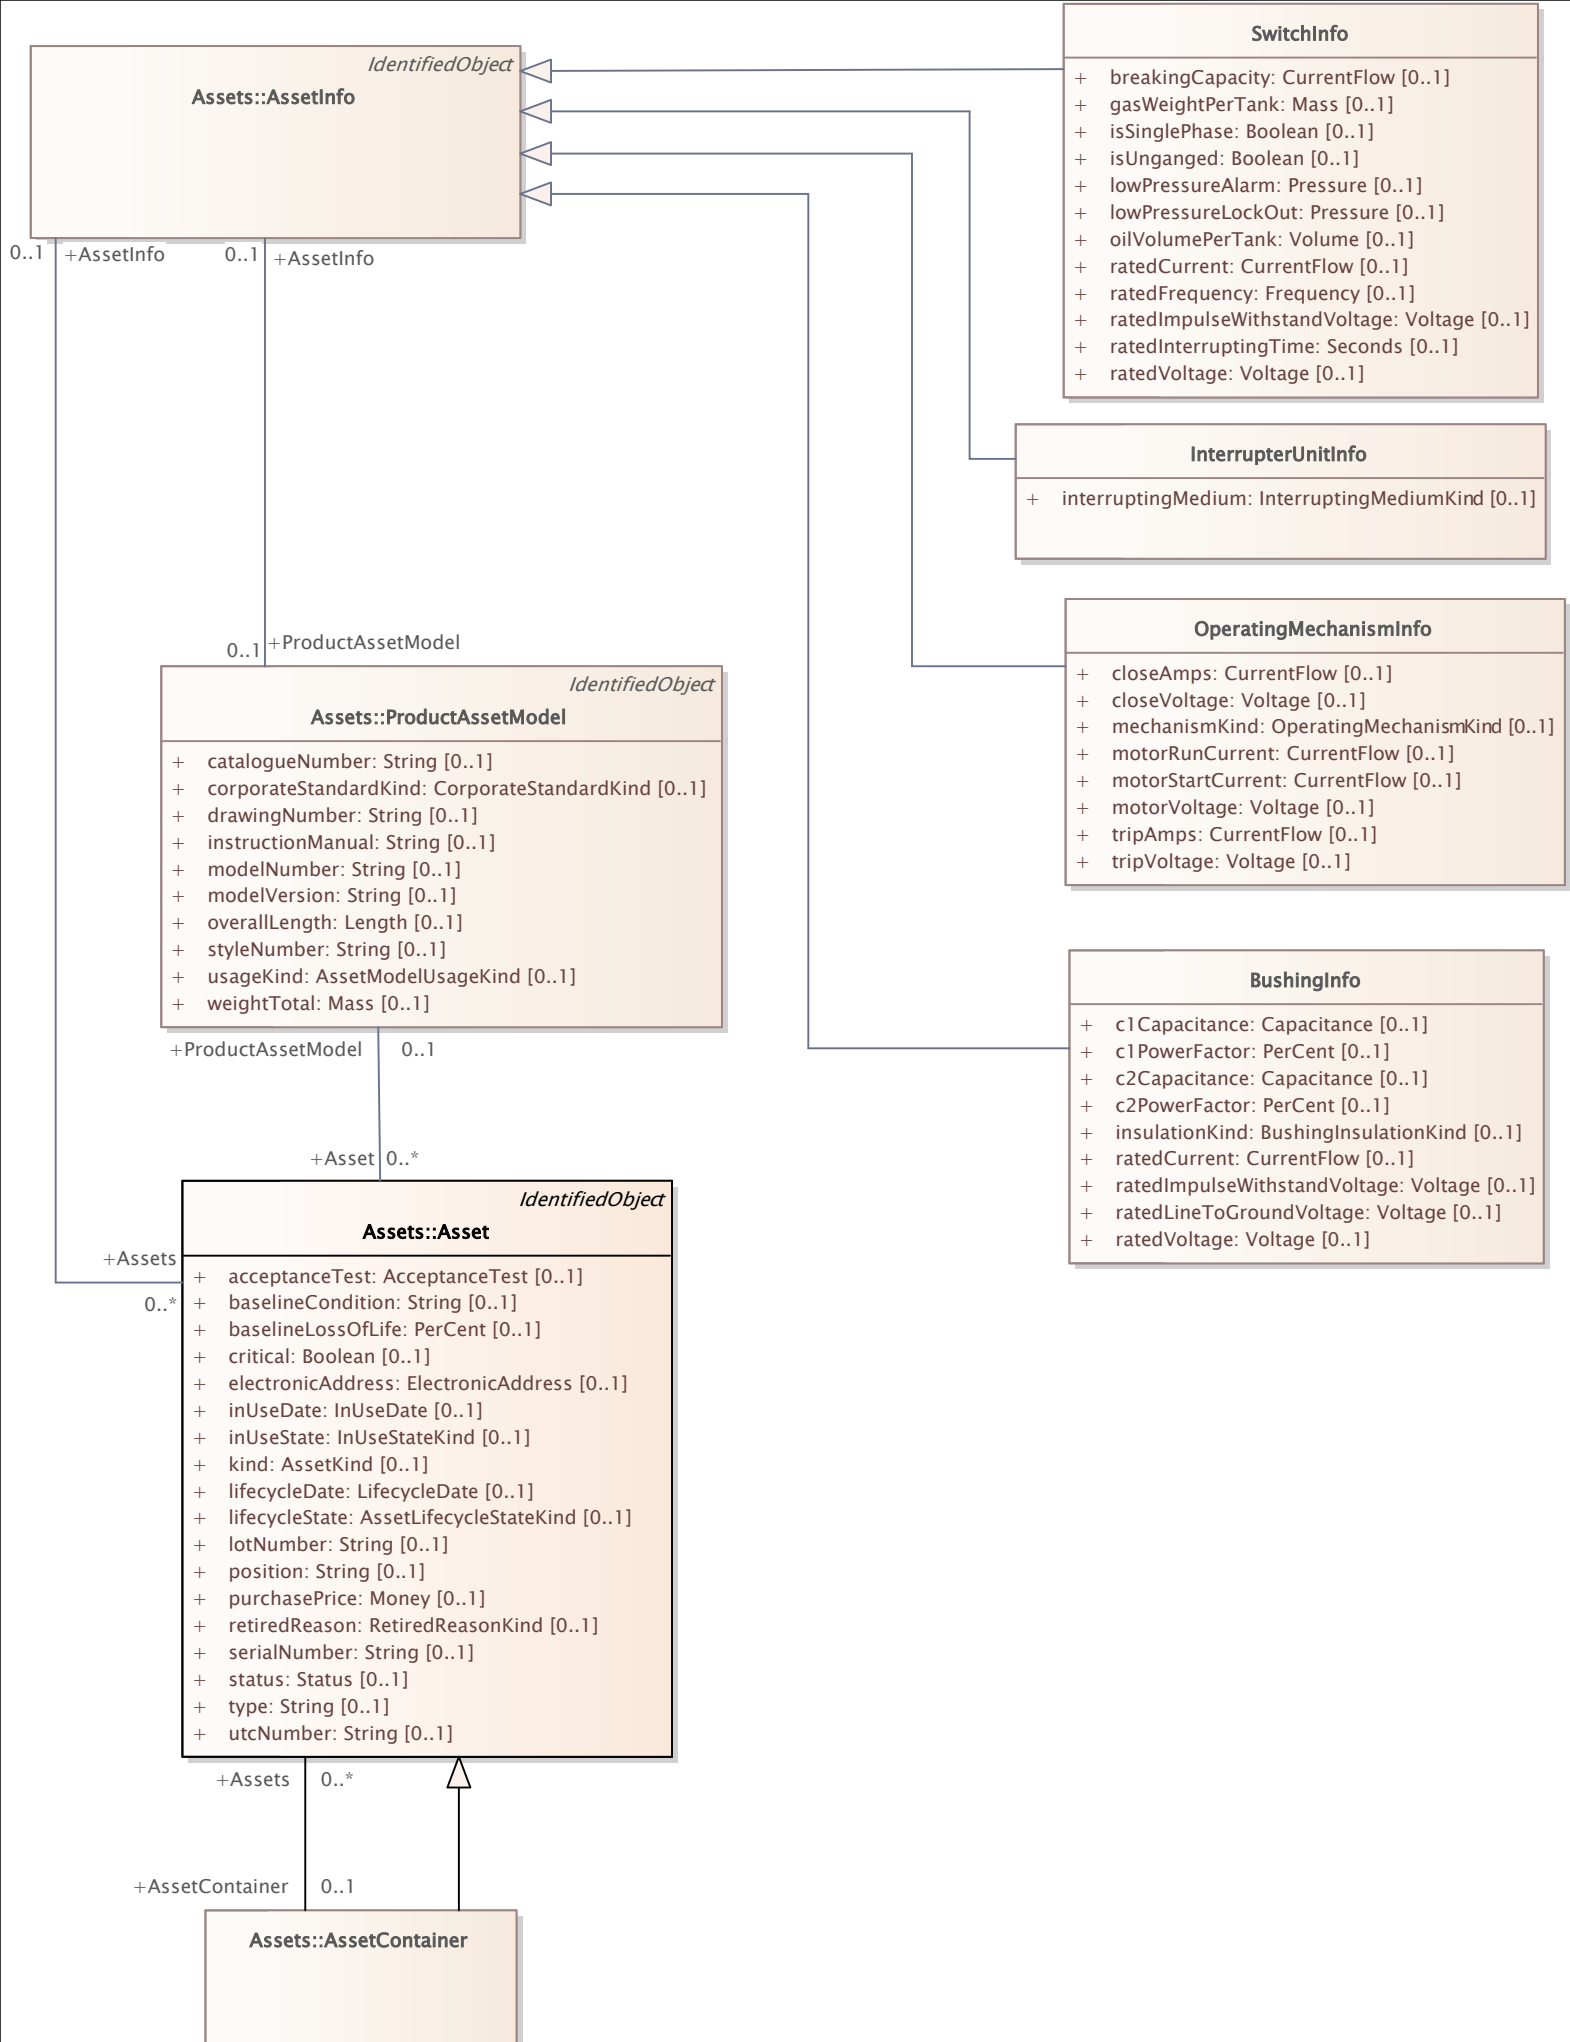 IdentifiedObject
Assets::AssetInfo
0..1 +AssetInfo
0..1 +AssetInfo
SwitchInfo
+ breakingCapacity: CurrentFlow [0..1]
+ gasWeightPerTank: Mass [0..1]
+ isSinglePhase: Boolean [0..1]
+ isUnganged: Boolean [0..1]
+ lowPressureAlarm: Pressure [0..1]
+ lowPressureLockOut: Pressure [0..1]
+ oilVolumePerTank: Volume [0..1]
+ ratedCurrent: CurrentFlow [0..1]
+ ratedFrequency: Frequency [0..1]
+ ratedImpulseWithstandVoltage: Voltage [0..1]
+ ratedInterruptingTime: Seconds [0..1]
+ ratedVoltage: Voltage [0..1]
InterrupterUnitInfo
+ interruptingMedium: InterruptingMediumKind [0..1]
OperatingMechanismInfo
+ closeAmps: CurrentFlow [0..1]
+ closeVoltage: Voltage [0..1]
+ mechanismKind: OperatingMechanismKind [0..1]
+ motorRunCurrent: CurrentFlow [0..1]
+ motorStartCurrent: CurrentFlow [0..1]
+ motorVoltage: Voltage [0..1]
+ tripAmps: CurrentFlow [0..1]
+ tripVoltage: Voltage [0..1]
0..1 +ProductAssetModel
IdentifiedObject
Assets::ProductAssetModel
+ catalogueNumber: String [0..1]
+ corporateStandardKind: CorporateStandardKind [0..1]
+ drawingNumber: String [0..1]
+ instructionManual: String [0..1]
+ modelNumber: String [0..1]
+ modelVersion: String [0..1]
+ overallLength: Length [0..1]
+ styleNumber: String [0..1]
+ usageKind: AssetModelUsageKind [0..1]
+ weightTotal: Mass [0..1]
+ProductAssetModel 0..1
BushingInfo
+ c1Capacitance: Capacitance [0..1]
+ c1PowerFactor: PerCent [0..1]
+ c2Capacitance: Capacitance [0..1]
+ c2PowerFactor: PerCent [0..1]
+ insulationKind: BushingInsulationKind [0..1]
+ ratedCurrent: CurrentFlow [0..1]
+ ratedImpulseWithstandVoltage: Voltage [0..1]
+ ratedLineToGroundVoltage: Voltage [0..1]
+ ratedVoltage: Voltage [0..1]
+Asset 0..*
IdentifiedObject
Assets::Asset
+Assets
0..*
+ acceptanceTest: AcceptanceTest [0..1]
+ baselineCondition: String [0..1]
+ baselineLossOfLife: PerCent [0..1]
+ critical: Boolean [0..1]
+ electronicAddress: ElectronicAddress [0..1]
+ inUseDate: InUseDate [0..1]
+ inUseState: InUseStateKind [0..1]
+ kind: AssetKind [0..1]
+ lifecycleDate: LifecycleDate [0..1]
+ lifecycleState: AssetLifecycleStateKind [0..1]
+ lotNumber: String [0..1]
+ position: String [0..1]
+ purchasePrice: Money [0..1]
+ retiredReason: RetiredReasonKind [0..1]
+ serialNumber: String [0..1]
+ status: Status [0..1]
+ type: String [0..1]
+ utcNumber: String [0..1]
+Assets 0..*
+AssetContainer 0..1
Assets::AssetContainer